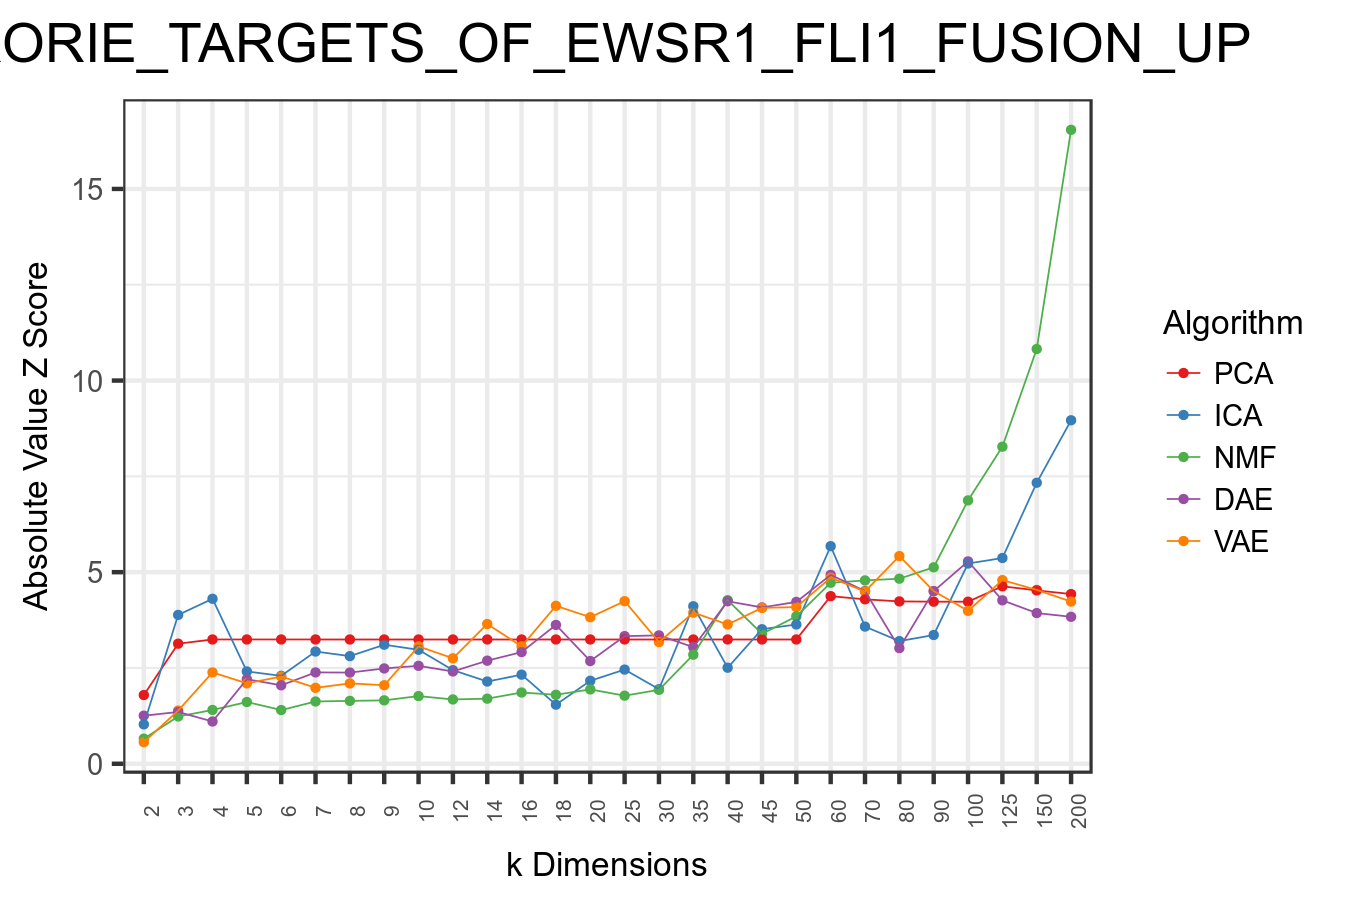 ORIE_TARGETS_OF_EWSR1_FLI1_FUSION_UP
Absolute Value Z Score
15
10
5
0
2 3 4 5 6 7 8 9 10 12 14 16 18 20 25 30 35 40 45 50 60 70 80 90 100 125 150 200
k Dimensions
Algorithm
PCA
ICA
NMF
DAE
VAE